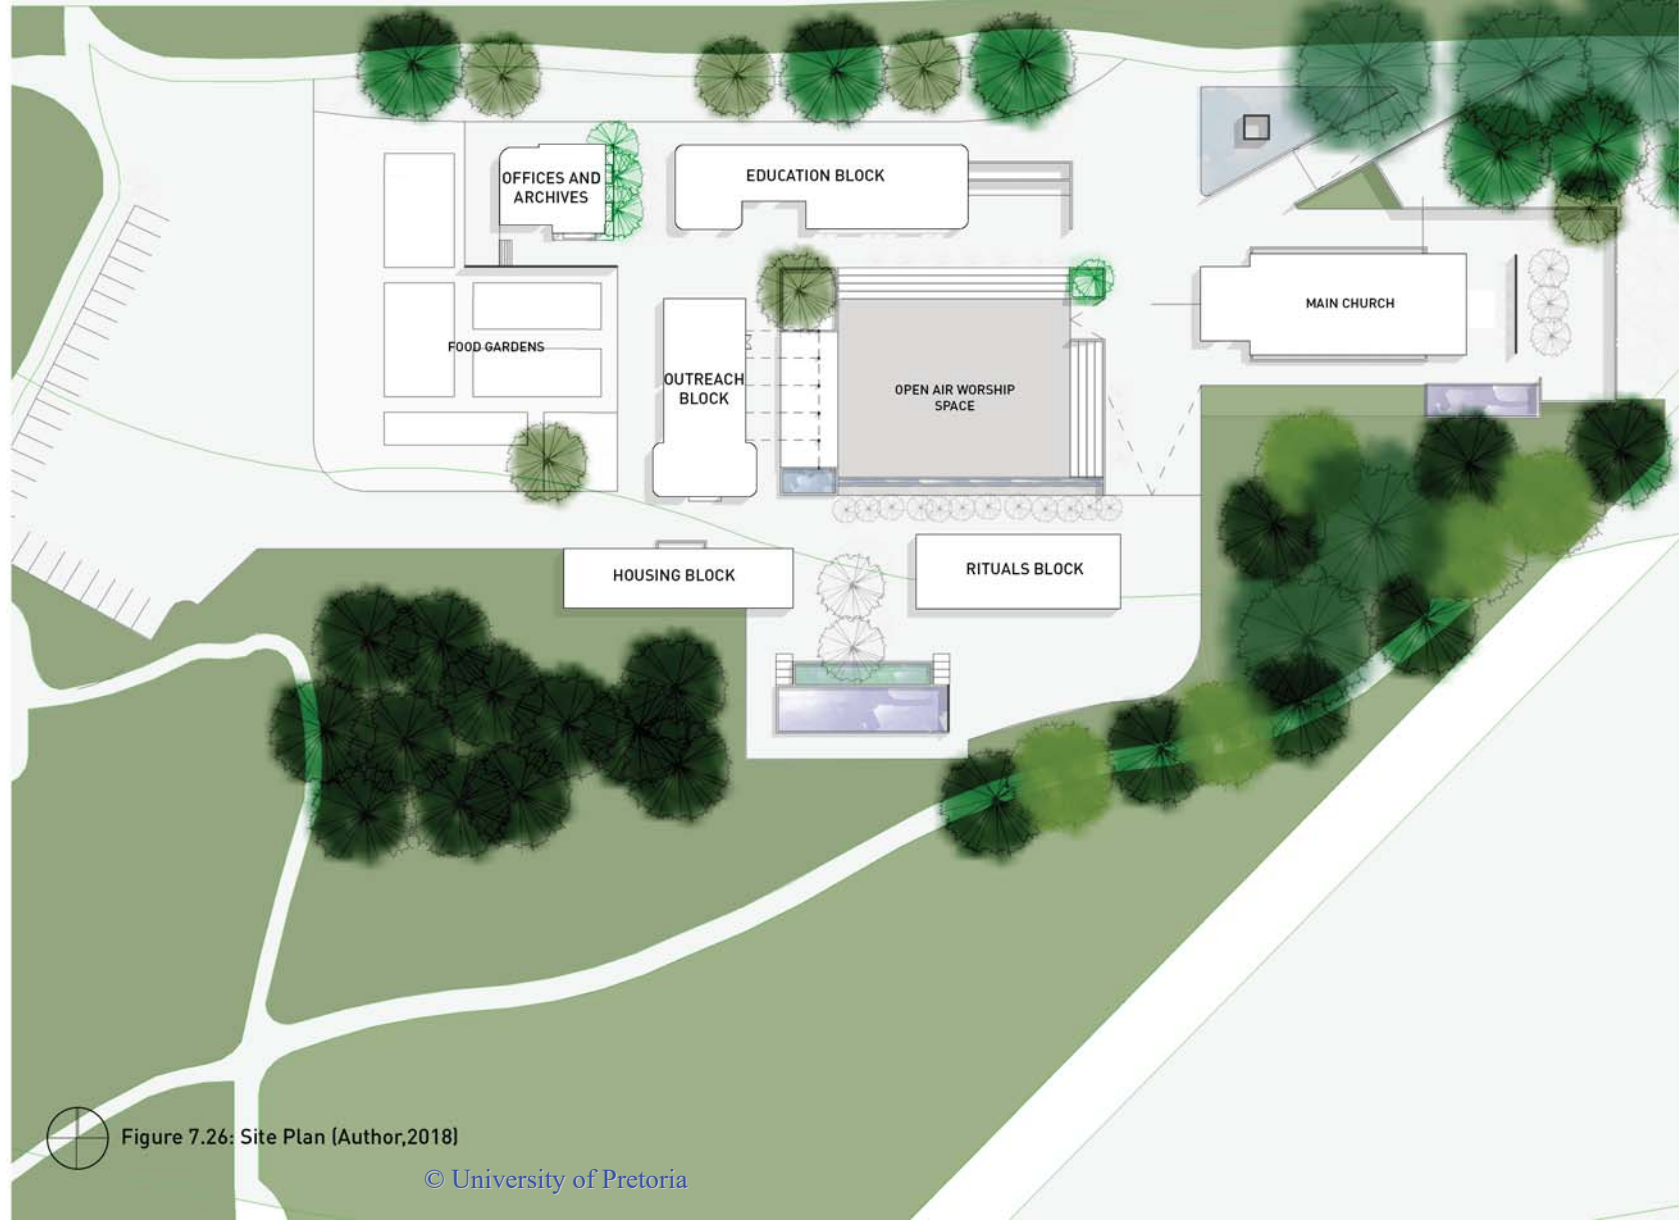 OFFICES AND
ARCHIVES
EDUCATION BLOCK
MAIN CHURCH
FOOD GARDENS
OUTREACH
BLOCK
OPEN AIR WORSHIP
SPACE
HOUSING BLOCK
RITUALS BLOCK
Figure 7.26: Site Plan (Author,2018)
© University of Pretoria